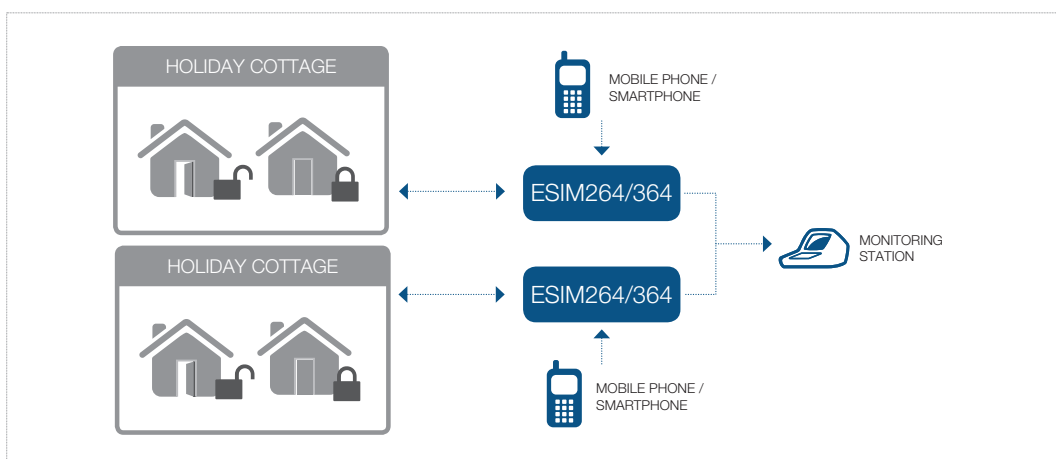 HOLIDAY COTTAGE
MOBILE PHONE /
SMARTPHONE
ESIM264/364
MONITORING
STATION
HOLIDAY COTTAGE
ESIM264/364
MOBILE PHONE /
SMARTPHONE